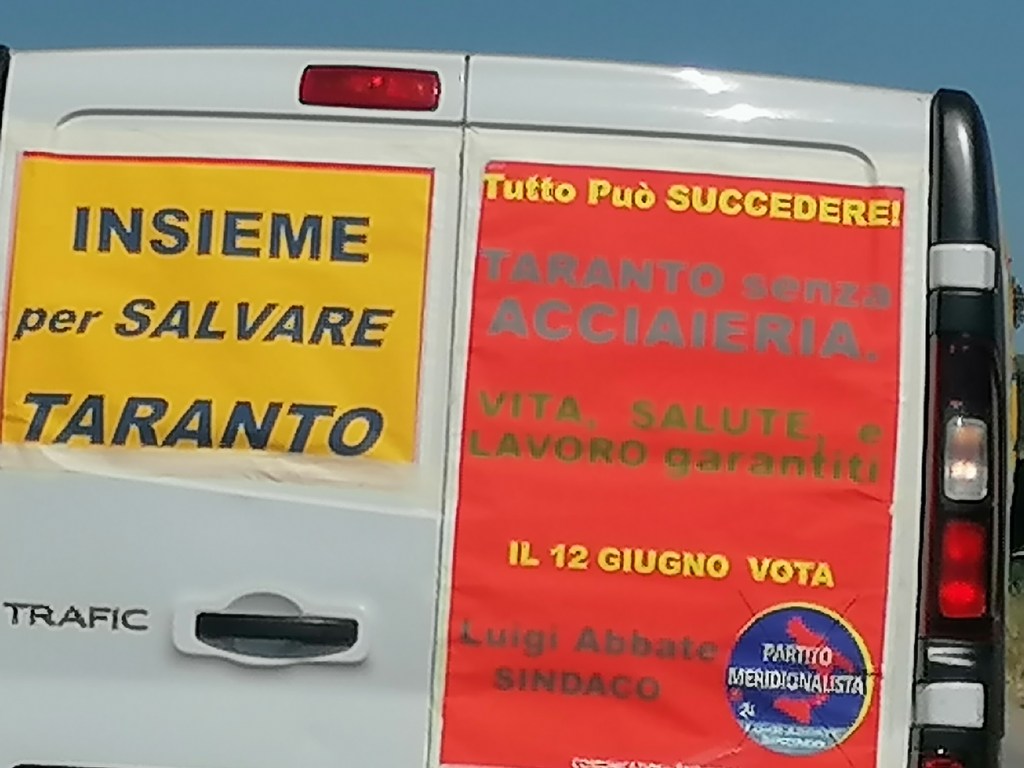 INSIEME
per SALVARE
TARANTO
Tutto Può SUCCEDERE!
TARANTO senza
ACCIAIERIA.
VITA, SALUTE, e
LAVORO garantiti
IL 12 GIUGNO VOTA
Luigi Abbate
SINDACO
PARTITO
MERIDIONALISTA
TRAFIC